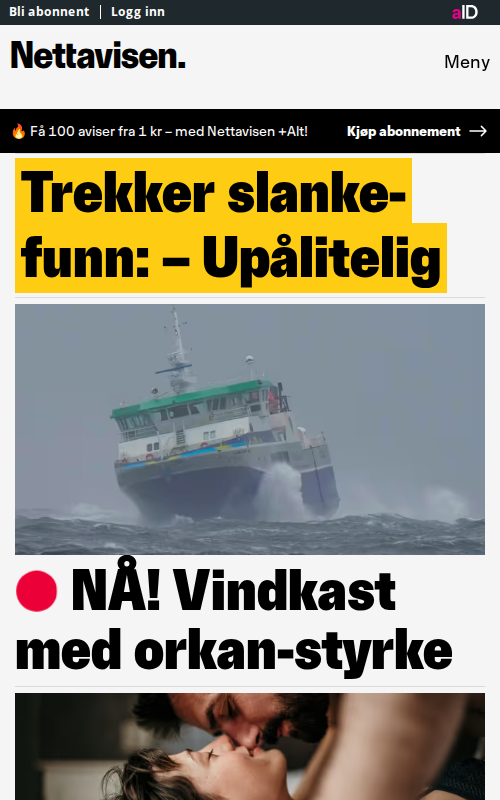 Bli abonnent | Logg inn
aID
Nettavisen.
Meny
🔥 Få 100 aviser fra 1 kr – med Nettavisen +Alt!
Kjøp abonnement →
Trekker slanke-
funn: – Upålitelig
NÅ! Vindkast
med orkan-styrke